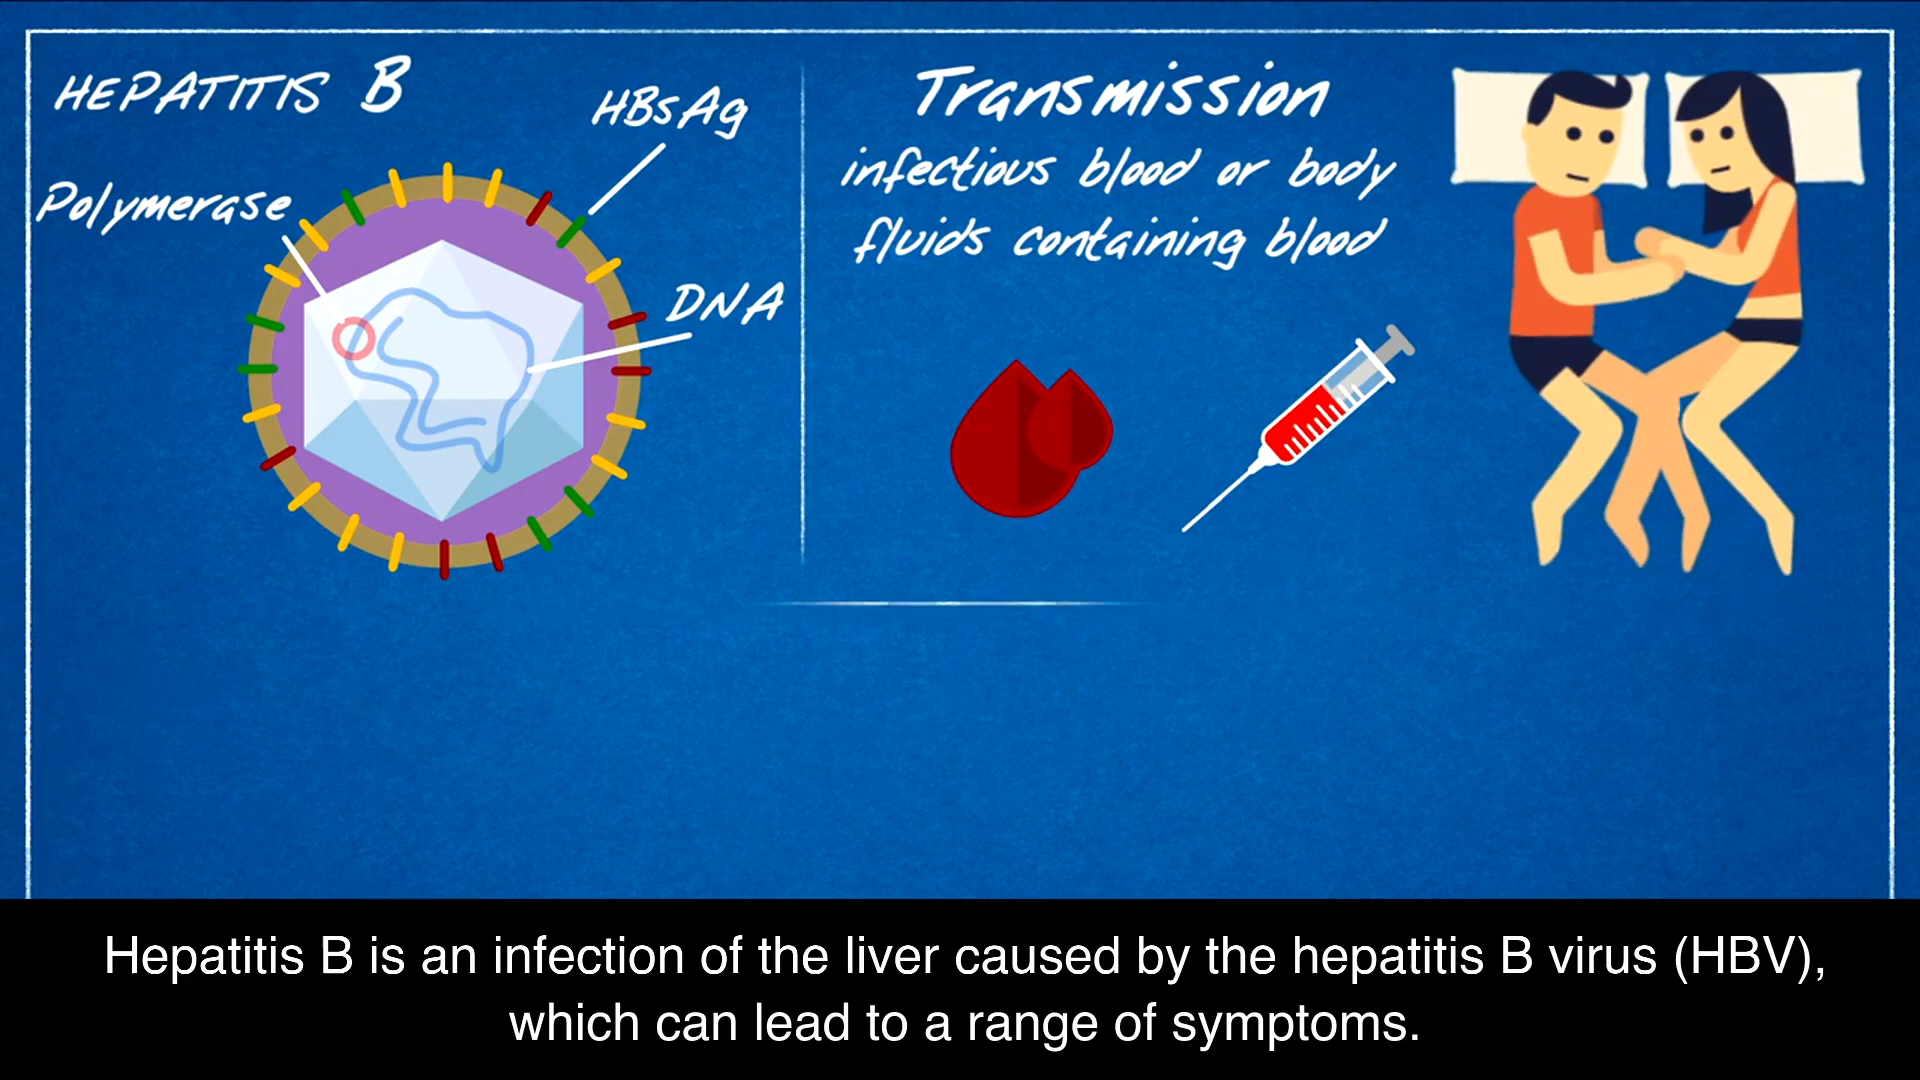 HEPATITIS B
HBsAg
Polymerase
DNA
Transmission
infectious blood or body
fluids containing blood
Hepatitis B is an infection of the liver caused by the hepatitis B virus (HBV),
which can lead to a range of symptoms.